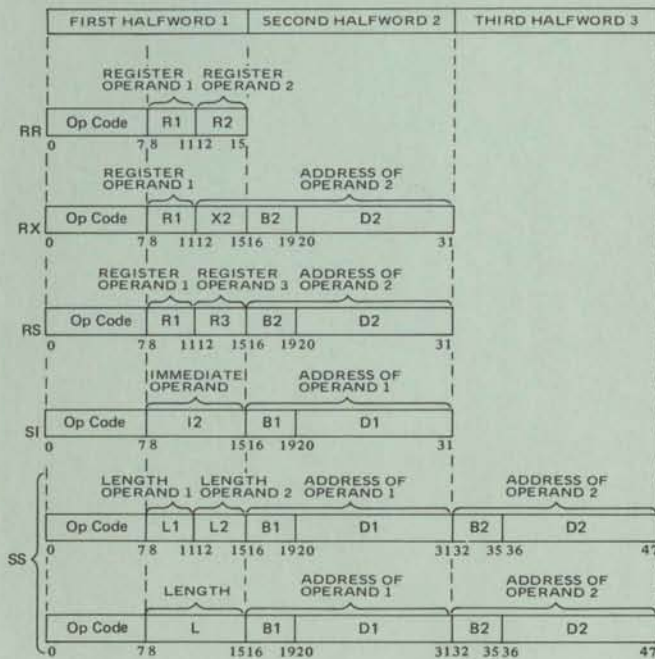 FIRST HALFWORD 1 SECOND HALFWORD 2 THIRD HALFWORD 3
REGISTER REGISTER
OPERAND 1 OPERAND 2
RR Op Code R1 R2
0 7 8 11 12 15
REGISTER ADDRESS OF
OPERAND 1 OPERAND 2
RX Op Code R1 X2 B2 D2
0 7 8 11 12 15 16 19 20 31
REGISTER REGISTER ADDRESS OF
OPERAND 1 OPERAND 3 OPERAND 2
RS Op Code R1 R3 B2 D2
0 7 8 11 12 15 16 19 20 31
IMMEDIATE ADDRESS OF
OPERAND OPERAND 1
SI Op Code I2 B1 D1
0 7 8 15 16 19 20 31
LENGTH LENGTH ADDRESS OF ADDRESS OF
OPERAND 1 OPERAND 2 OPERAND 1 OPERAND 2
Op Code L1 L2 B1 D1 B2 D2
0 7 8 11 12 15 16 19 20 31 32 35 36 47
SS
LENGTH ADDRESS OF ADDRESS OF
OPERAND 1 OPERAND 2
Op Code L B1 D1 B2 D2
0 7 8 15 16 19 20 31 32 35 36 47